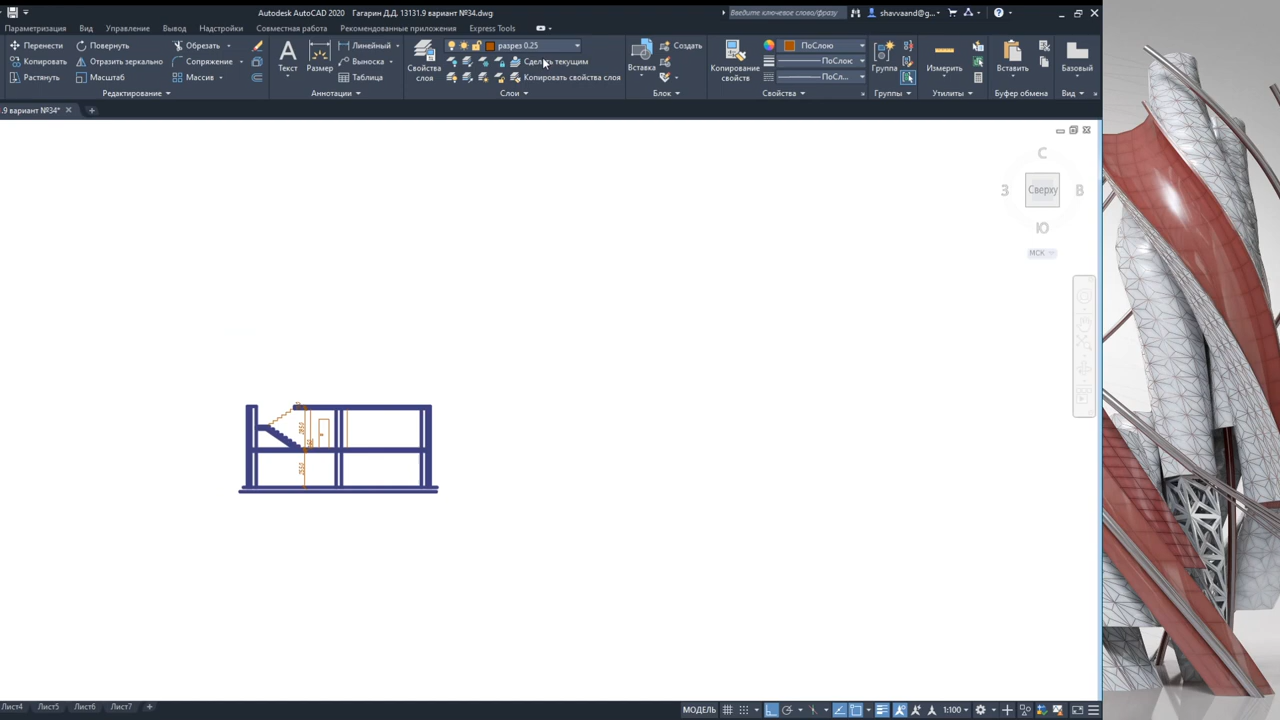 Autodesk AutoCAD 2020 Гагарин Д.Д. 13131.9 вариант №34.dwg
Введите ключевое слово/фразу
shavvaand@g...
Параметризация Вид Управление Вывод Надстройки Совместная работа Рекомендованные приложения Express Tools
Перенести Повернуть Обрезать
Копировать Отразить зеркально Сопряжение
Растянуть Масштаб Массив
Редактирование
Текст
Размер
Линейный
Выноска
Таблица
Аннотации
Свойства слоя
разрез 0.25
Сделать текущим
Копировать свойства слоя
Слои
Вставка
Создать
Блок
Копирование свойств
ПоСлою
ПоСлою
ПоСл...
Свойства
Группа
Группы
Измерить
Утилиты
Вставить
Буфер обмена
Базовый
Вид
.9 вариант №34*
С
З Сверху В
Ю
МСК
Лист4 Лист5 Лист6 Лист7
МОДЕЛЬ 1:100